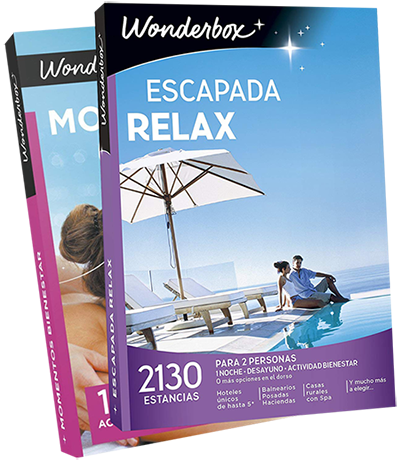 Wonderbox
ESCAPADA
RELAX
2130
ESTANCIAS
PARA 2 PERSONAS
1 NOCHE • DESAYUNO • ACTIVIDAD BIENESTAR
O más opciones en el dorso
Hoteles
únicos
de hasta 5*
Balnearios
Posadas
Haciendas
Casas
rurales
con Spa
Y mucho más
a elegir...
Wonderbox
+ ESCAPADA RELAX
Wonderbox
+ MOMENTOS BIENESTAR